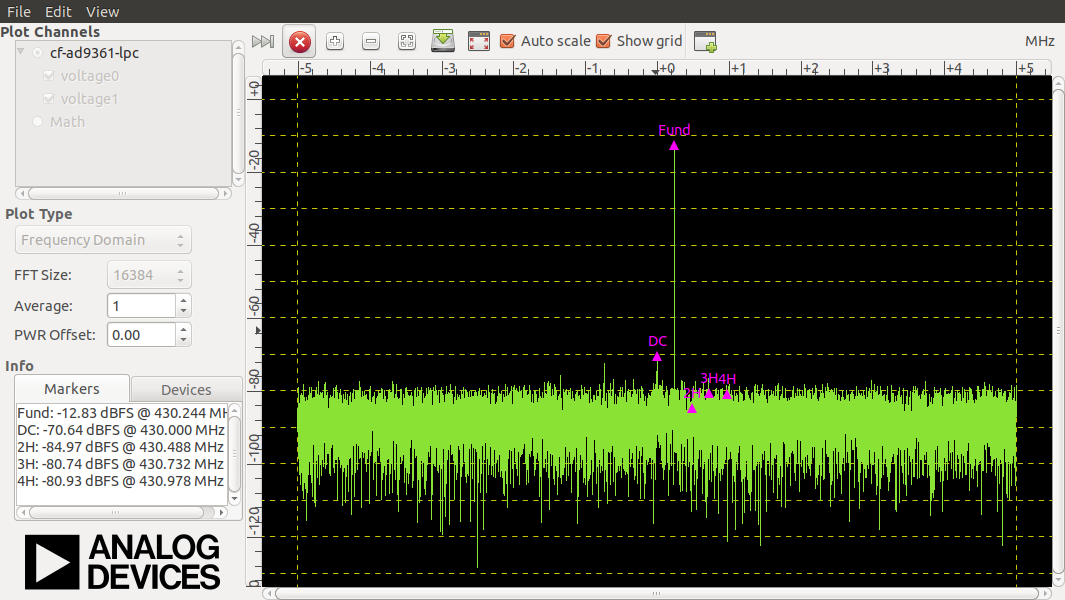 File Edit View
Plot Channels
cf-ad9361-lpc
voltage0
voltage1
Math
Plot Type
Frequency Domain
FFT Size: 16384
Average: 1
PWR Offset: 0.00
Info
Markers Devices
Fund: -12.83 dBFS @ 430.244 MH
DC: -70.64 dBFS @ 430.000 MHz
2H: -84.97 dBFS @ 430.488 MHz
3H: -80.74 dBFS @ 430.732 MHz
4H: -80.93 dBFS @ 430.978 MHz
ANALOG
DEVICES
Auto scale Show grid MHz
-5 -4 -3 -2 -1 +0 +1 +2 +3 +4 +5
+0
-20
-40
-60
-80
-100
-120
Fund
DC
3H4H